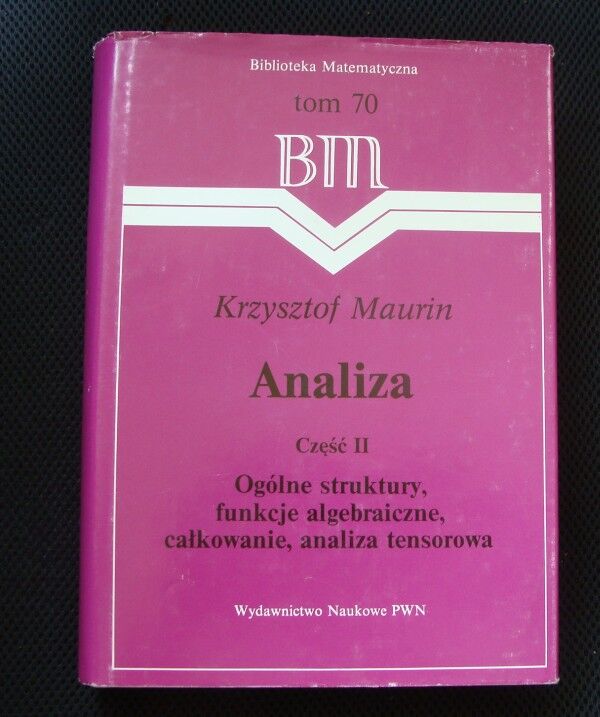 Biblioteka Matematyczna
tom 70
BM
Krzysztof Maurin
Analiza
Część II
Ogólne struktury,
funkcje algebraiczne,
całkowanie, analiza tensorowa
Wydawnictwo Naukowe PWN